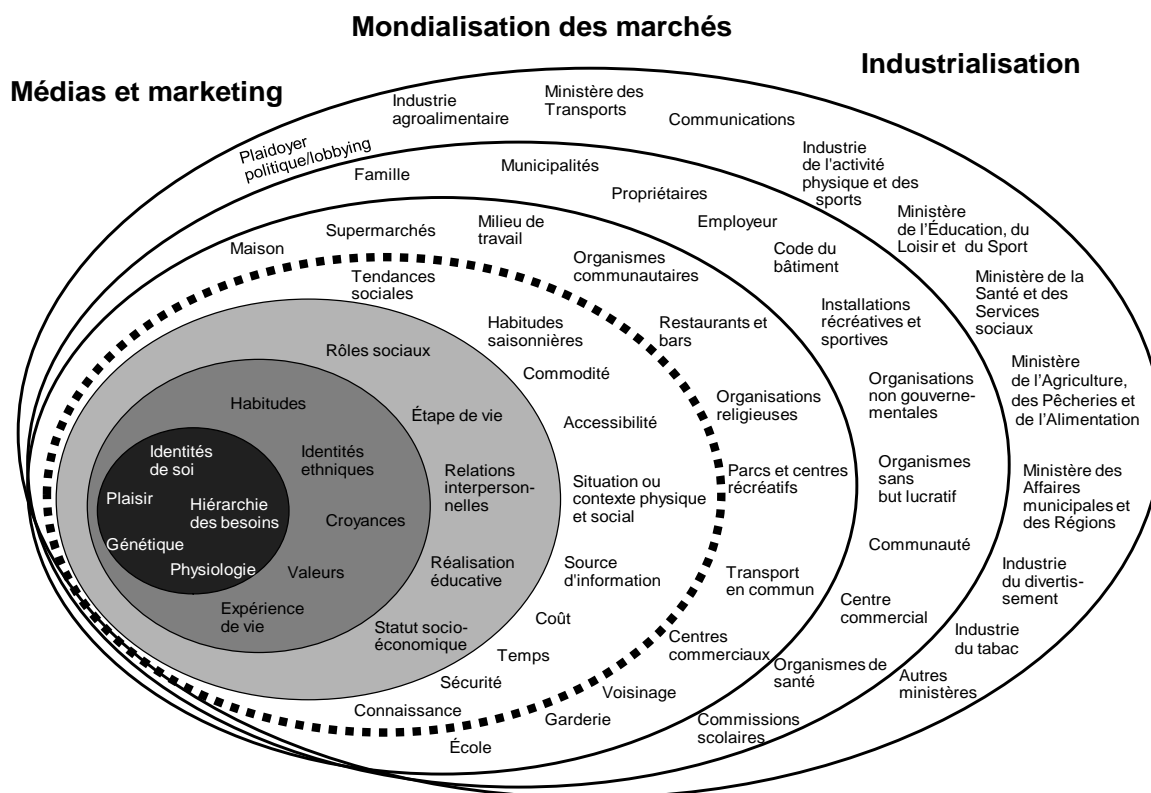 Mondialisation des marchés
Industrialisation
Médias et marketing
Industrie
agroalimentaire
Ministère des
Transports
Communications
Plaidoyer
politique/lobbying
Industrie
de l'activité
physique et des
sports
Ministère
de l'Éducation, du
Loisir et du Sport
Ministère de la
Santé et des
Services
sociaux
Ministère
de l'Agriculture,
des Pêcheries et
de l'Alimentation
Ministère des
Affaires
municipales et
des Régions
Industrie
du divertis-
sement
Industrie
du tabac
Autres
ministères
Famille
Municipalités
Propriétaires
Employeur
Code du
bâtiment
Installations
récréatives et
sportives
Organisations
non gouverne-
mentales
Organismes
sans
but lucratif
Communauté
Centre
commercial
Organismes de
santé
Commissions
scolaires
Maison
Supermarchés
Milieu de
travail
Organismes
communautaires
Restaurants et
bars
Organisations
religieuses
Parcs et centres
récréatifs
Transport
en commun
Centres
commerciaux
Voisinage
Garderie
École
Tendances
sociales
Habitudes
saisonnières
Commodité
Accessibilité
Situation ou
contexte physique
et social
Source
d'information
Coût
Temps
Sécurité
Connaissance
Rôles sociaux
Étape de vie
Relations
interperson-
nelles
Réalisation
éducative
Statut socio-
économique
Habitudes
Identités
ethniques
Croyances
Valeurs
Expérience
de vie
Identités
de soi
Plaisir
Hiérarchie
des besoins
Génétique
Physiologie